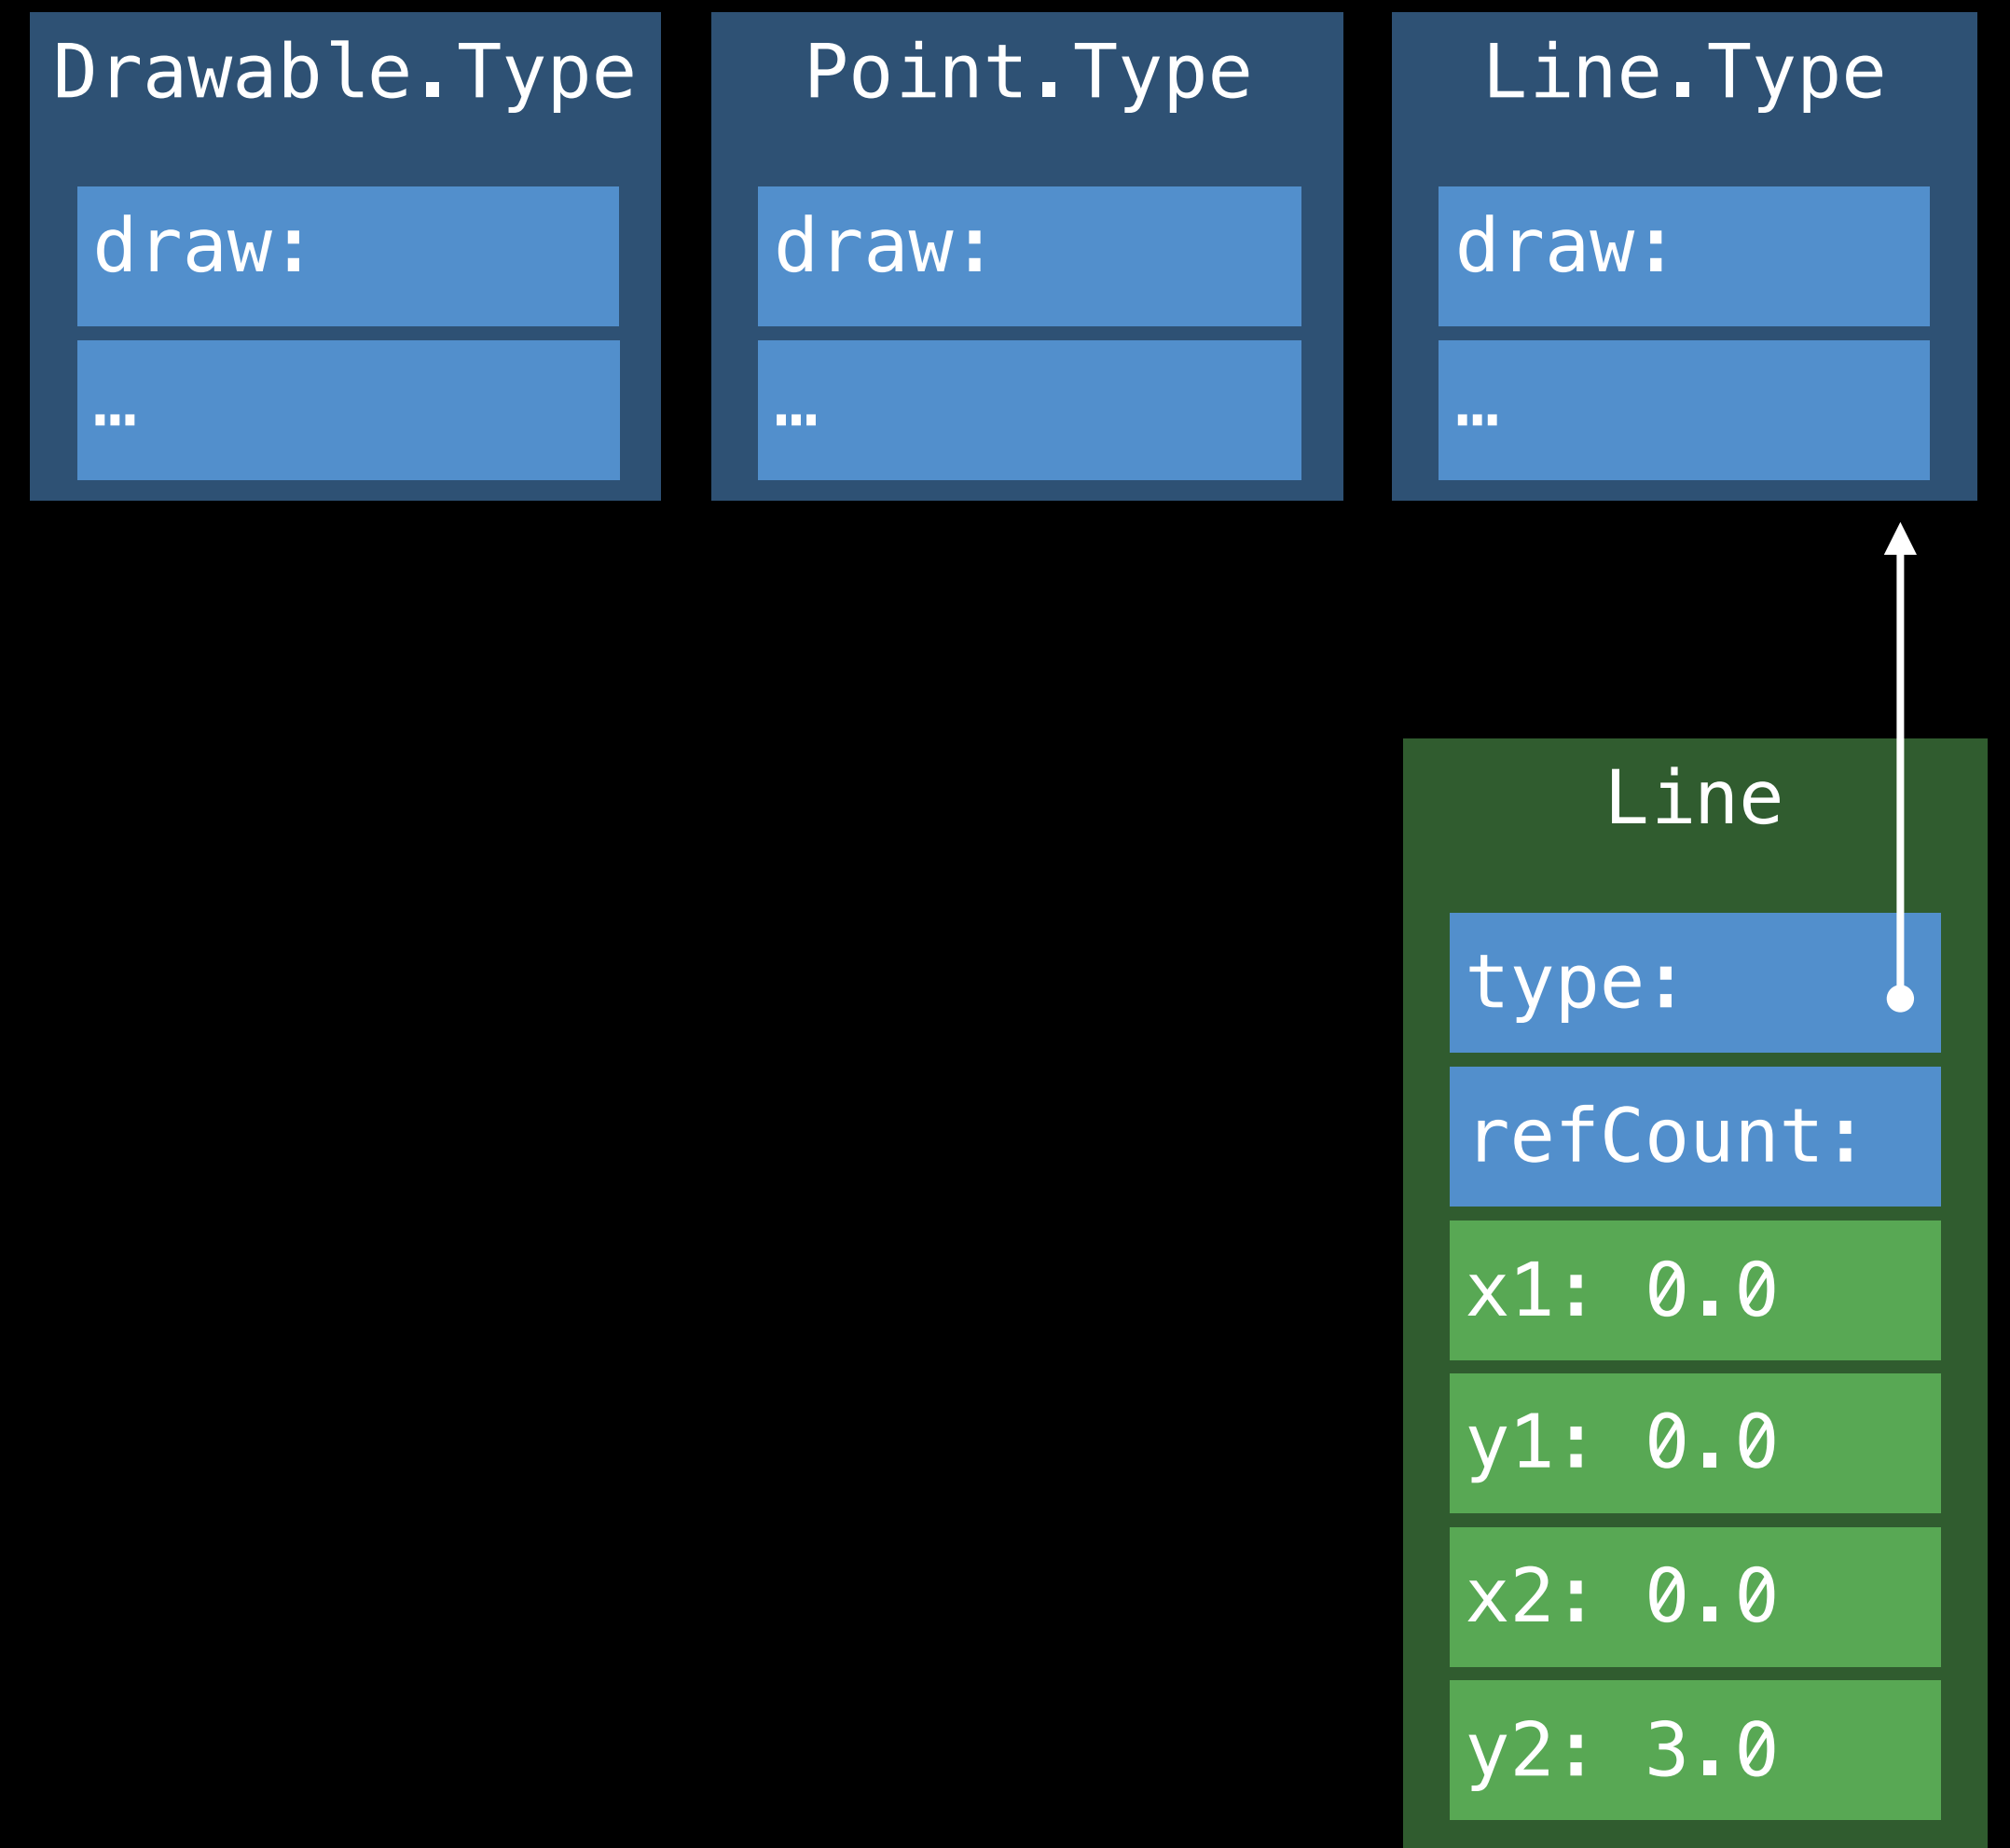 Drawable.Type
draw:
…
Point.Type
draw:
…
Line.Type
draw:
…
Line
type:
refCount:
x1: 0.0
y1: 0.0
x2: 0.0
y2: 3.0